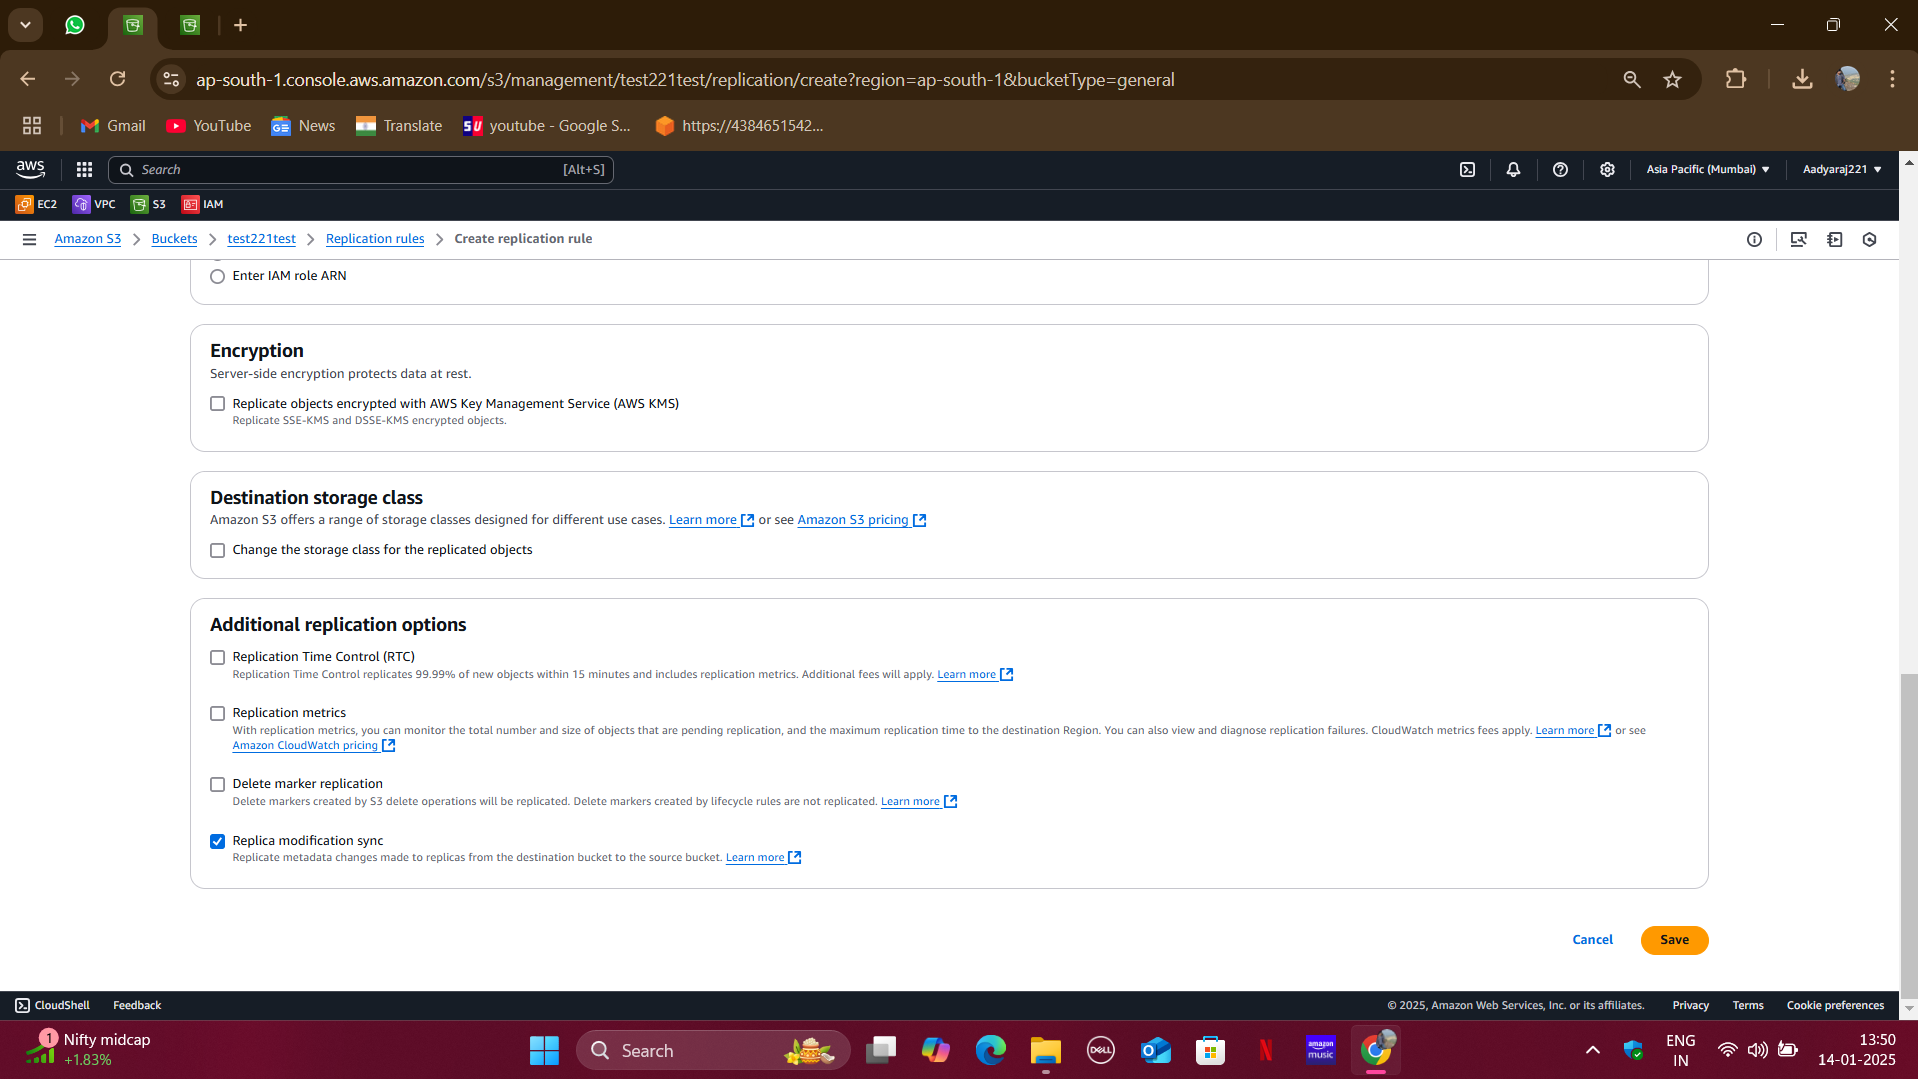 ap-south-1.console.aws.amazon.com/s3/management/test221test/replication/create?region=ap-south-1&bucketType=general
Gmail
YouTube
News
Translate
youtube - Google S...
https://4384651542...
aws
Search
[Alt+S]
Asia Pacific (Mumbai)
Aadyaraj221
EC2
VPC
S3
IAM
Amazon S3
Buckets
test221test
Replication rules
Create replication rule
Enter IAM role ARN
Encryption
Server-side encryption protects data at rest.
Replicate objects encrypted with AWS Key Management Service (AWS KMS)
Replicate SSE-KMS and DSSE-KMS encrypted objects.
Destination storage class
Amazon S3 offers a range of storage classes designed for different use cases. Learn more or see Amazon S3 pricing
Change the storage class for the replicated objects
Additional replication options
Replication Time Control (RTC)
Replication Time Control replicates 99.99% of new objects within 15 minutes and includes replication metrics. Additional fees will apply. Learn more
Replication metrics
With replication metrics, you can monitor the total number and size of objects that are pending replication, and the maximum replication time to the destination Region. You can also view and diagnose replication failures. CloudWatch metrics fees apply. Learn more or see
Amazon CloudWatch pricing
Delete marker replication
Delete markers created by S3 delete operations will be replicated. Delete markers created by lifecycle rules are not replicated. Learn more
Replica modification sync
Replicate metadata changes made to replicas from the destination bucket to the source bucket. Learn more
Cancel
Save
CloudShell
Feedback
© 2025, Amazon Web Services, Inc. or its affiliates.
Privacy
Terms
Cookie preferences
1
Nifty midcap
+1.83%
Search
DELL
amazon
music
ENG
IN
13:50
14-01-2025